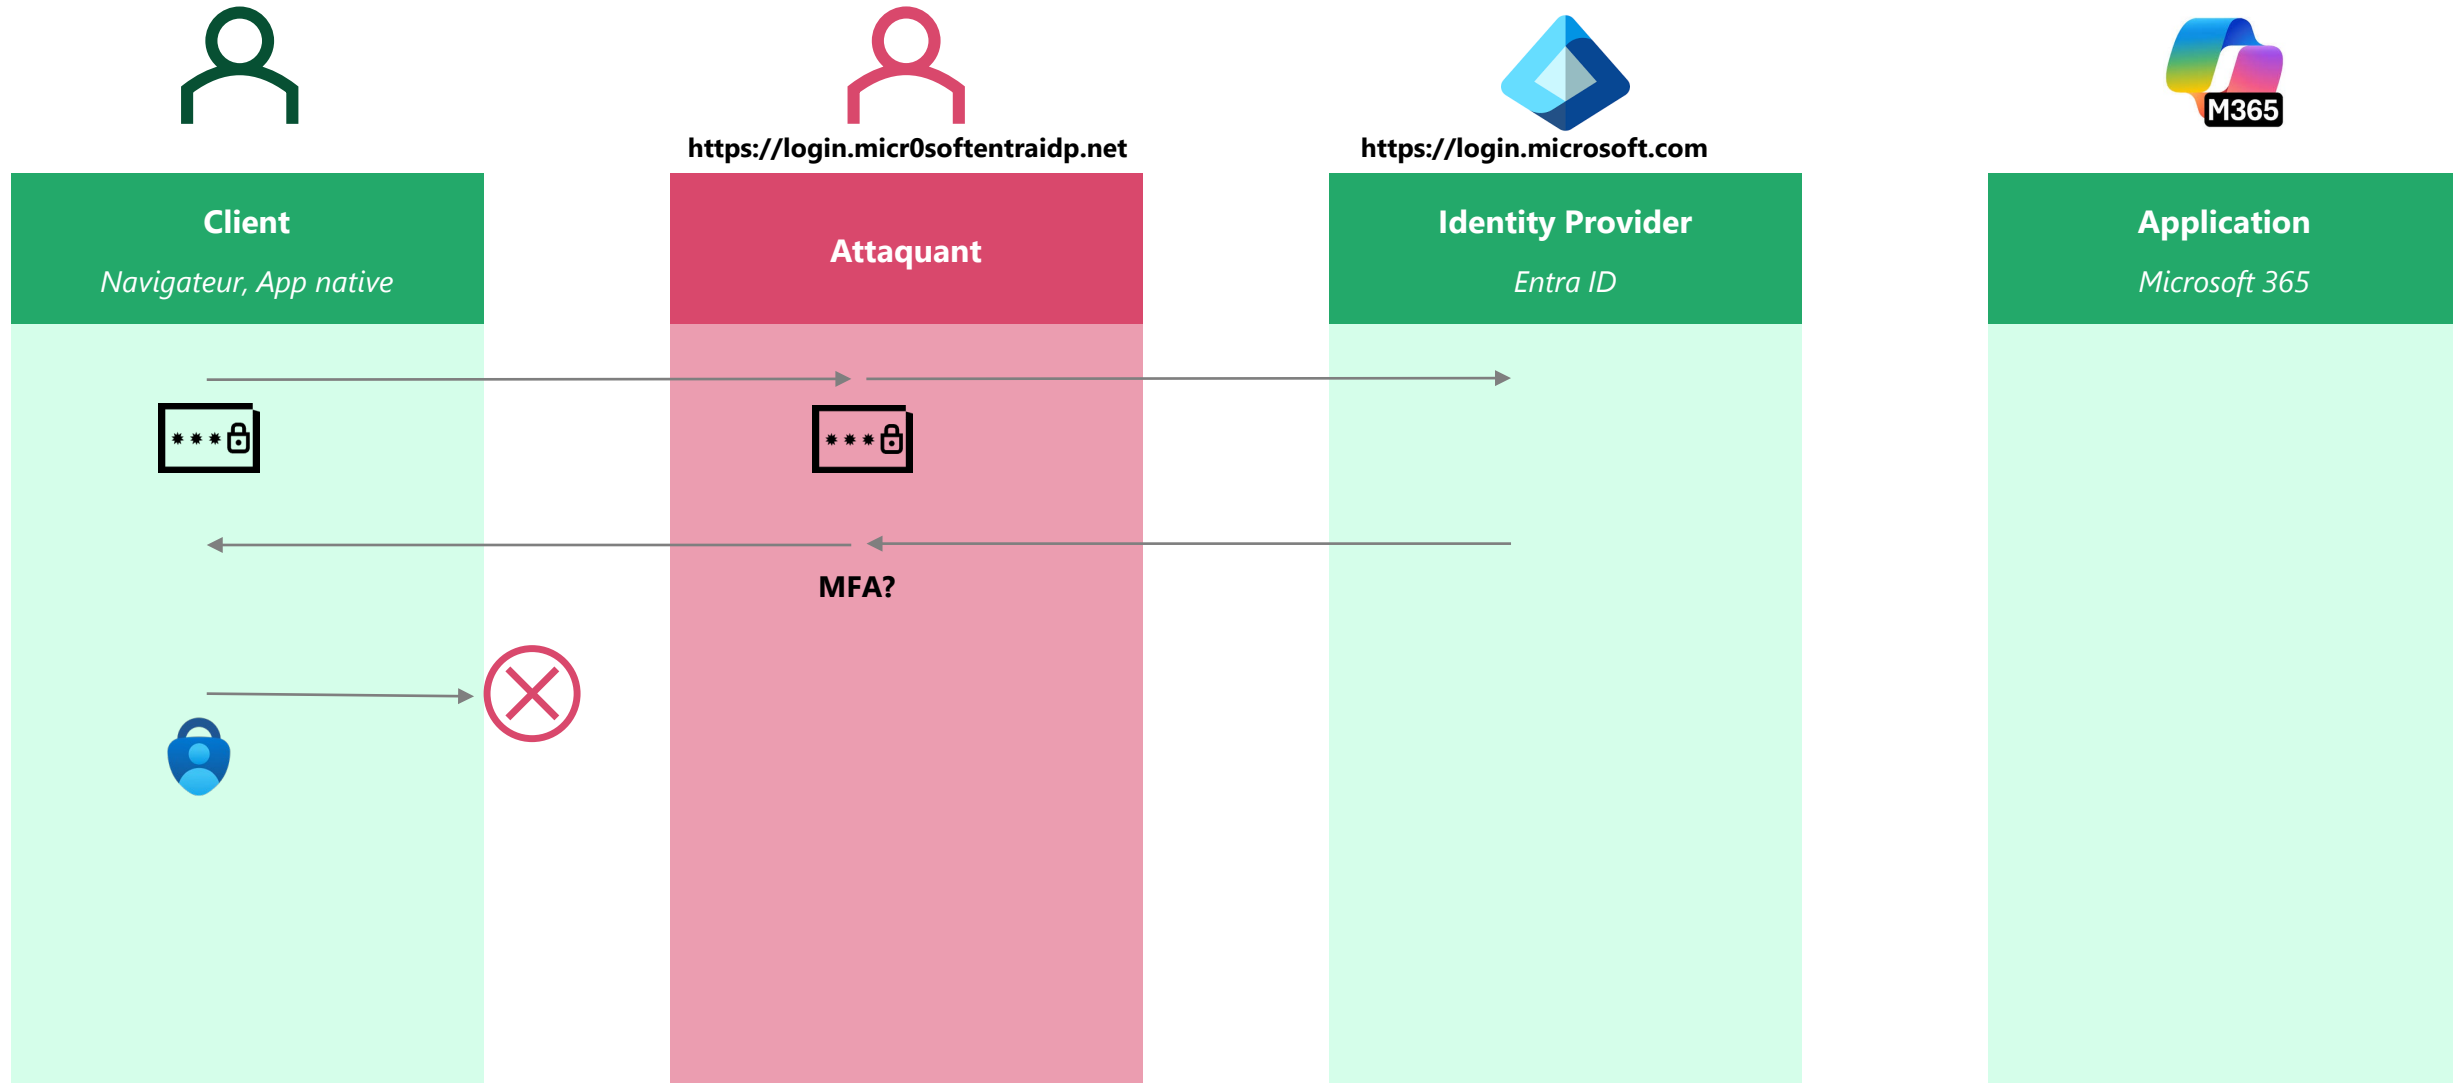 M365
https://login.micr0softentraidp.net
https://login.microsoft.com
Client
Navigateur, App native
Attaquant
Identity Provider
Entra ID
Application
Microsoft 365
***
***
MFA?